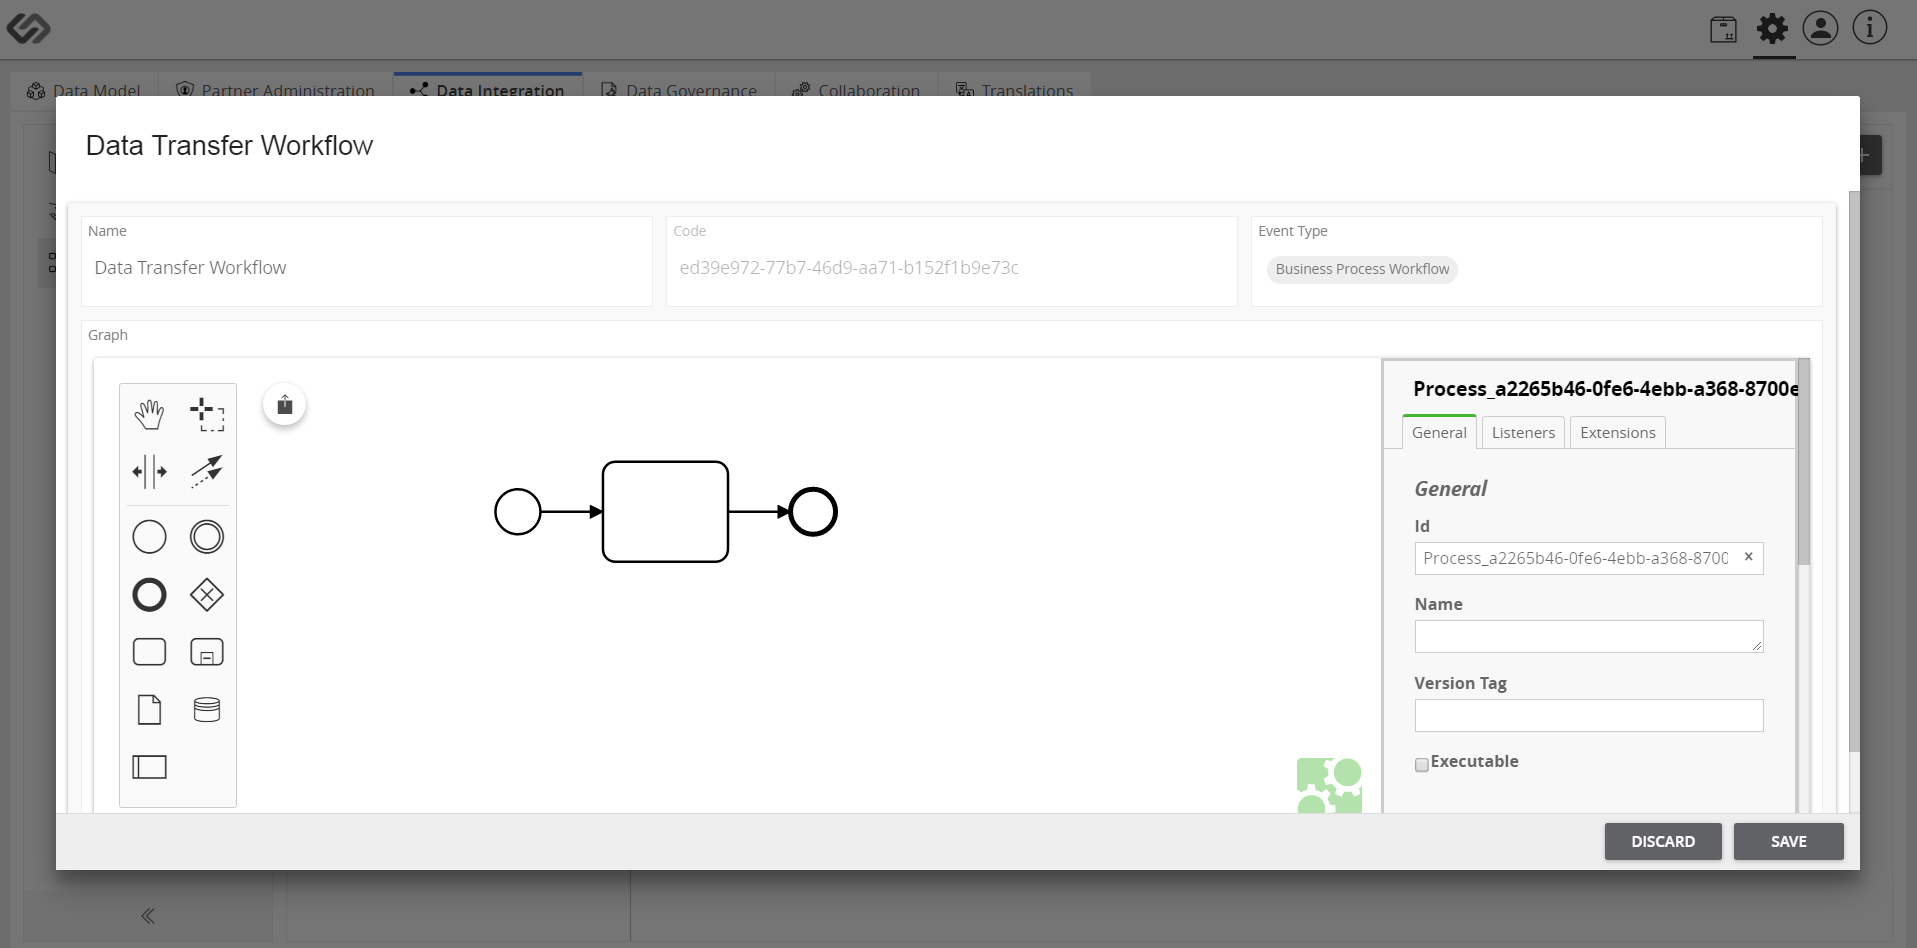 Data Model
Partner Administration
Data Integration
Data Governance
Collaboration
Translations
Data Transfer Workflow
Name
Data Transfer Workflow
Code
ed39e972-77b7-46d9-aa71-b152f1b9e73c
Event Type
Business Process Workflow
Graph
Process_a2265b46-0fe6-4ebb-a368-8700e
General
Listeners
Extensions
General
Id
Process_a2265b46-0fe6-4ebb-a368-8700
Name
Version Tag
Executable
DISCARD
SAVE